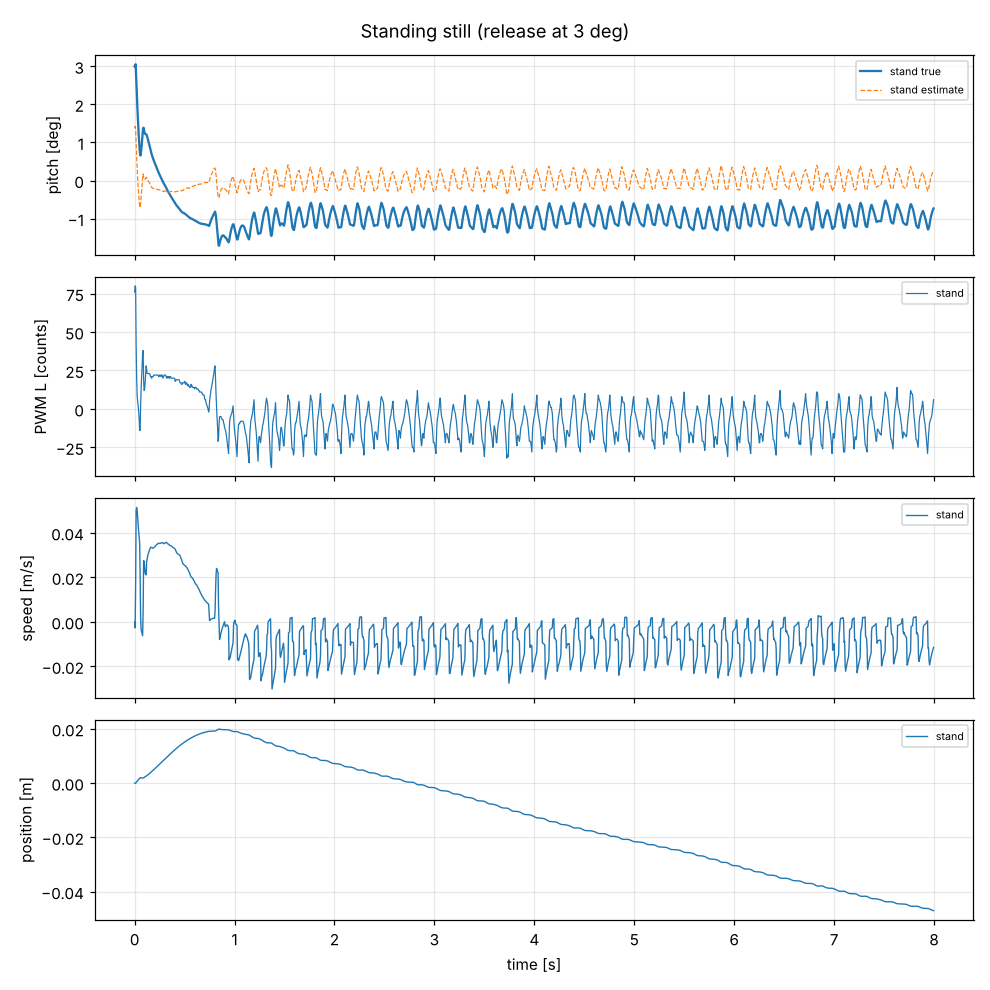 Standing still (release at 3 deg)
3
2
1
0
−1
pitch [deg]
stand true
stand estimate
75
50
25
0
−25
PWM L [counts]
stand
0.04
0.02
0.00
−0.02
speed [m/s]
stand
0.02
0.00
−0.02
−0.04
position [m]
stand
0 1 2 3 4 5 6 7 8
time [s]